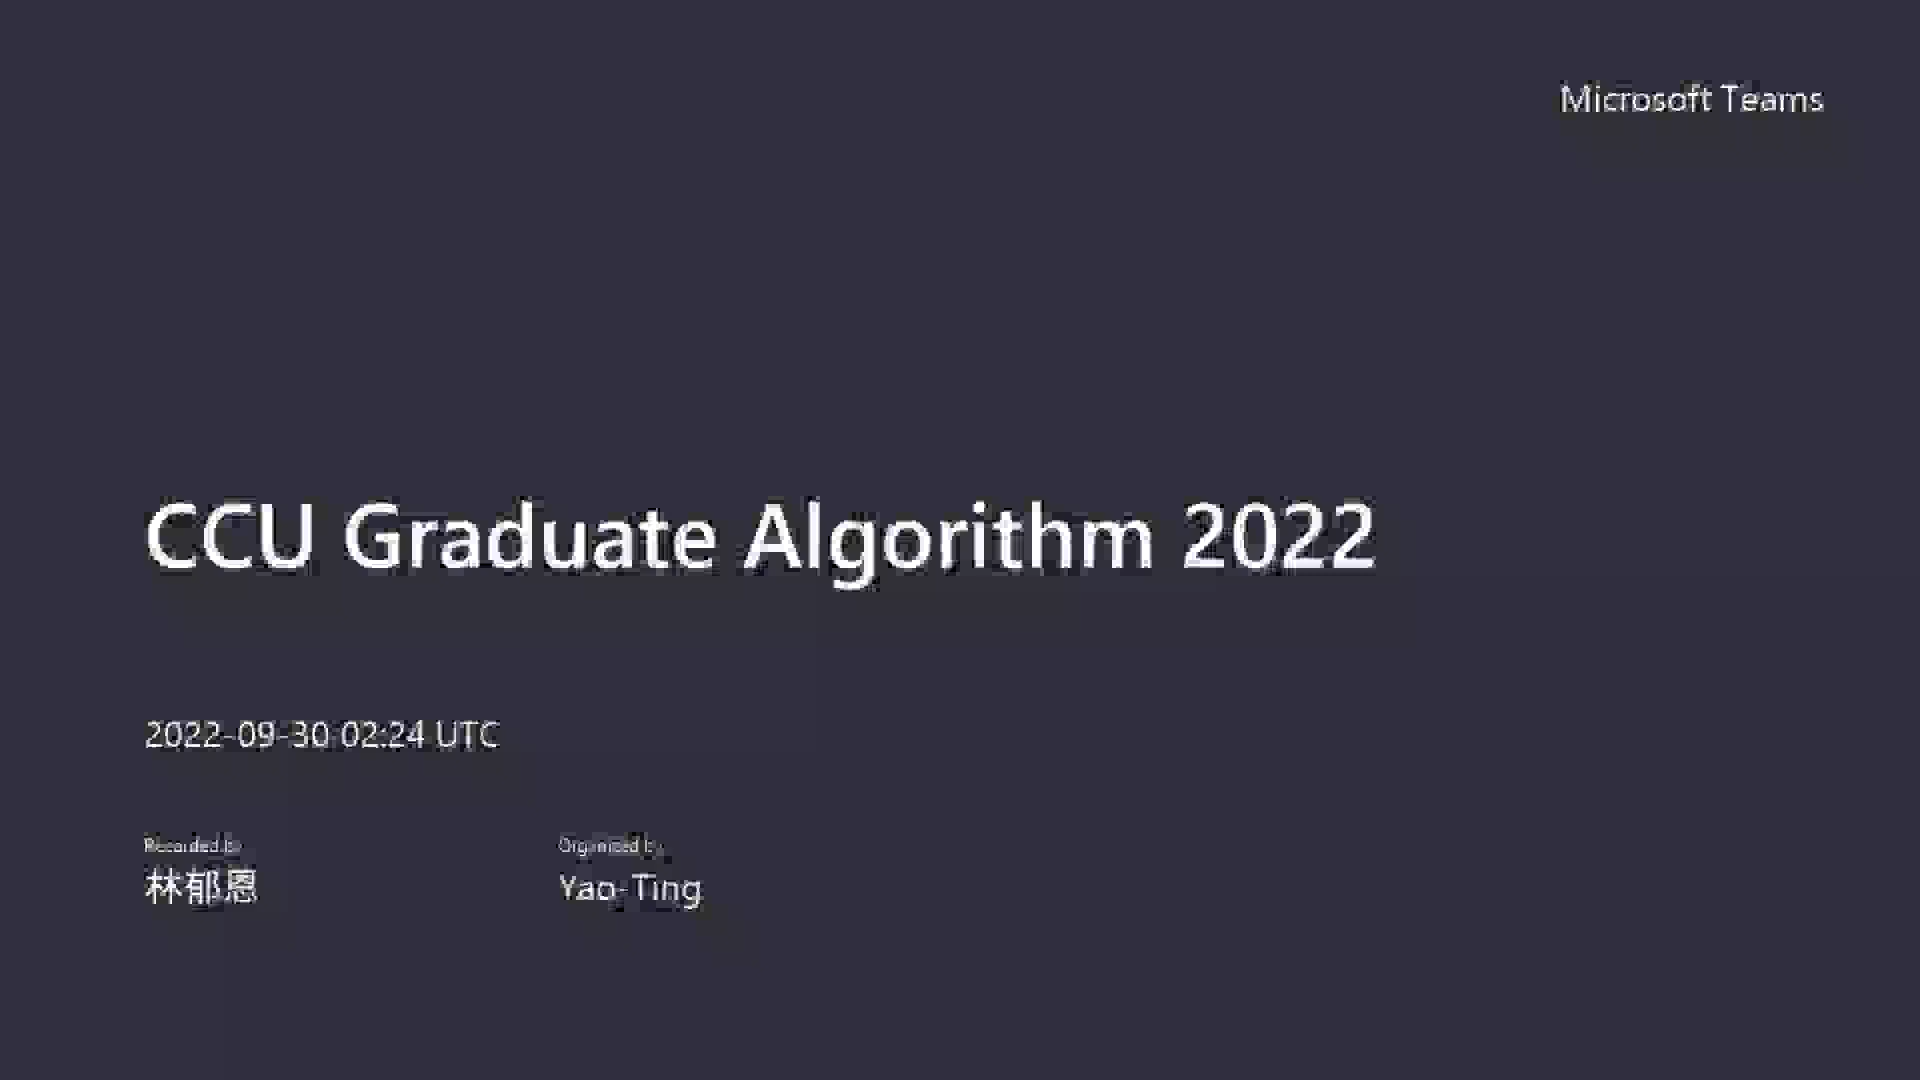 Microsoft Teams
CCU Graduate Algorithm 2022
2022-09-30 02:24 UTC
Recorded by
Organized by
林郁恩
Yao-Ting